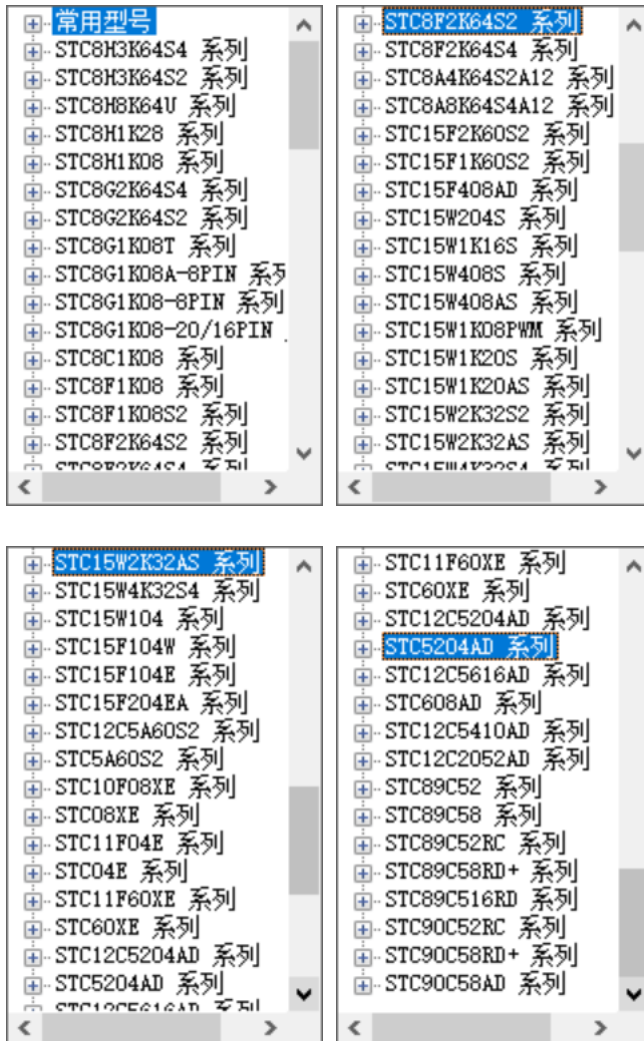 常用型号
STC8H3K64S4 系列
STC8H3K64S2 系列
STC8H8K64U 系列
STC8H1K28 系列
STC8H1K08 系列
STC8G2K64S4 系列
STC8G2K64S2 系列
STC8G1K08T 系列
STC8G1K08A-8PIN 系
STC8G1K08-8PIN 系列
STC8G1K08-20/16PIN
STC8C1K08 系列
STC8F1K08 系列
STC8F1K08S2 系列
STC8F2K64S2 系列
STC8F2K64S4 系列
STC8F2K64S2 系列
STC8F2K64S4 系列
STC8A4K64S2A12 系列
STC8A8K64S4A12 系列
STC15F2K60S2 系列
STC15F1K60S2 系列
STC15F408AD 系列
STC15W204S 系列
STC15W1K16S 系列
STC15W408S 系列
STC15W408AS 系列
STC15W1K08PWM 系列
STC15W1K20S 系列
STC15W1K20AS 系列
STC15W2K32S2 系列
STC15W2K32AS 系列
STC15W4K32S4 系列
STC15W2K32AS 系列
STC15W4K32S4 系列
STC15W104 系列
STC15F104W 系列
STC15F104E 系列
STC15F204EA 系列
STC12C5A60S2 系列
STC5A60S2 系列
STC10F08XE 系列
STC08XE 系列
STC11F04E 系列
STC04E 系列
STC11F60XE 系列
STC60XE 系列
STC12C5204AD 系列
STC5204AD 系列
STC12C5616AD 系列
STC11F60XE 系列
STC60XE 系列
STC12C5204AD 系列
STC5204AD 系列
STC12C5616AD 系列
STC608AD 系列
STC12C5410AD 系列
STC12C2052AD 系列
STC89C52 系列
STC89C58 系列
STC89C52RC 系列
STC89C58RD+ 系列
STC89C516RD 系列
STC90C52RC 系列
STC90C58RD+ 系列
STC90C58AD 系列